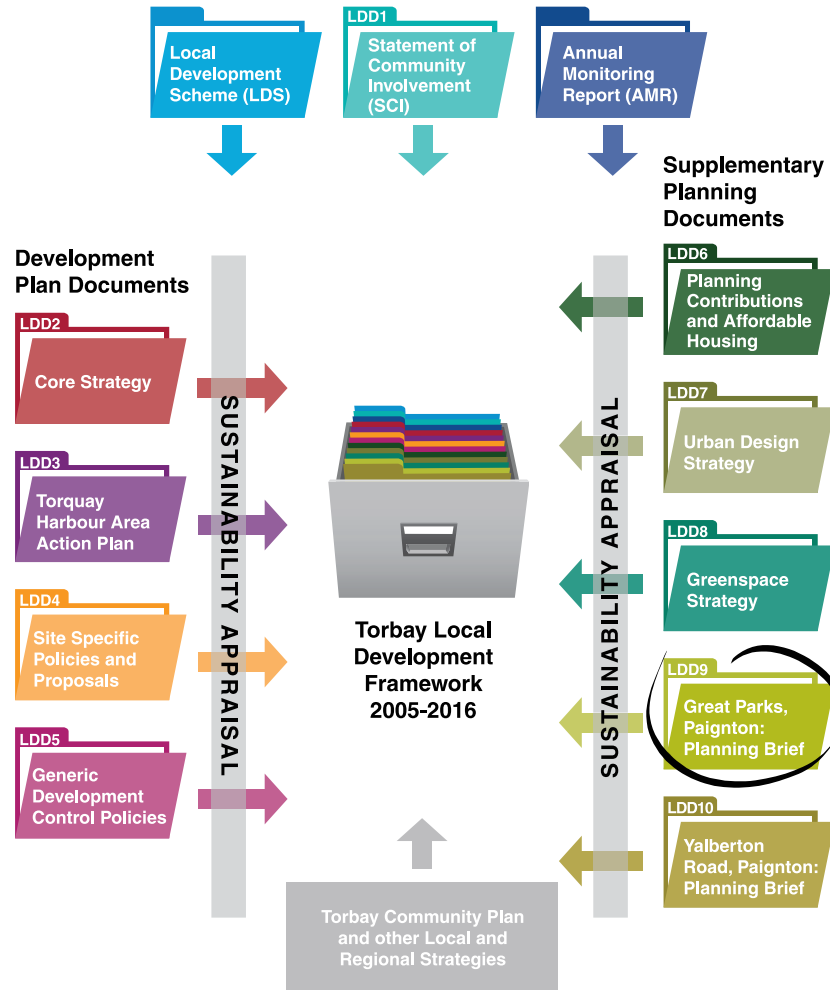 Local
Development
Scheme (LDS)
LDD1
Statement of
Community
Involvement
(SCI)
Annual
Monitoring
Report (AMR)
Development
Plan Documents
LDD2
Core Strategy
LDD3
Torquay
Harbour Area
Action Plan
LDD4
Site Specific
Policies and
Proposals
LDD5
Generic
Development
Control Policies
SUSTAINABILITY APPRAISAL
Torbay Local
Development
Framework
2005-2016
Torbay Community Plan
and other Local and
Regional Strategies
SUSTAINABILITY APPRAISAL
Supplementary
Planning
Documents
LDD6
Planning
Contributions
and Affordable
Housing
LDD7
Urban Design
Strategy
LDD8
Greenspace
Strategy
LDD9
Great Parks,
Paignton:
Planning Brief
LDD10
Yalberton
Road, Paignton:
Planning Brief